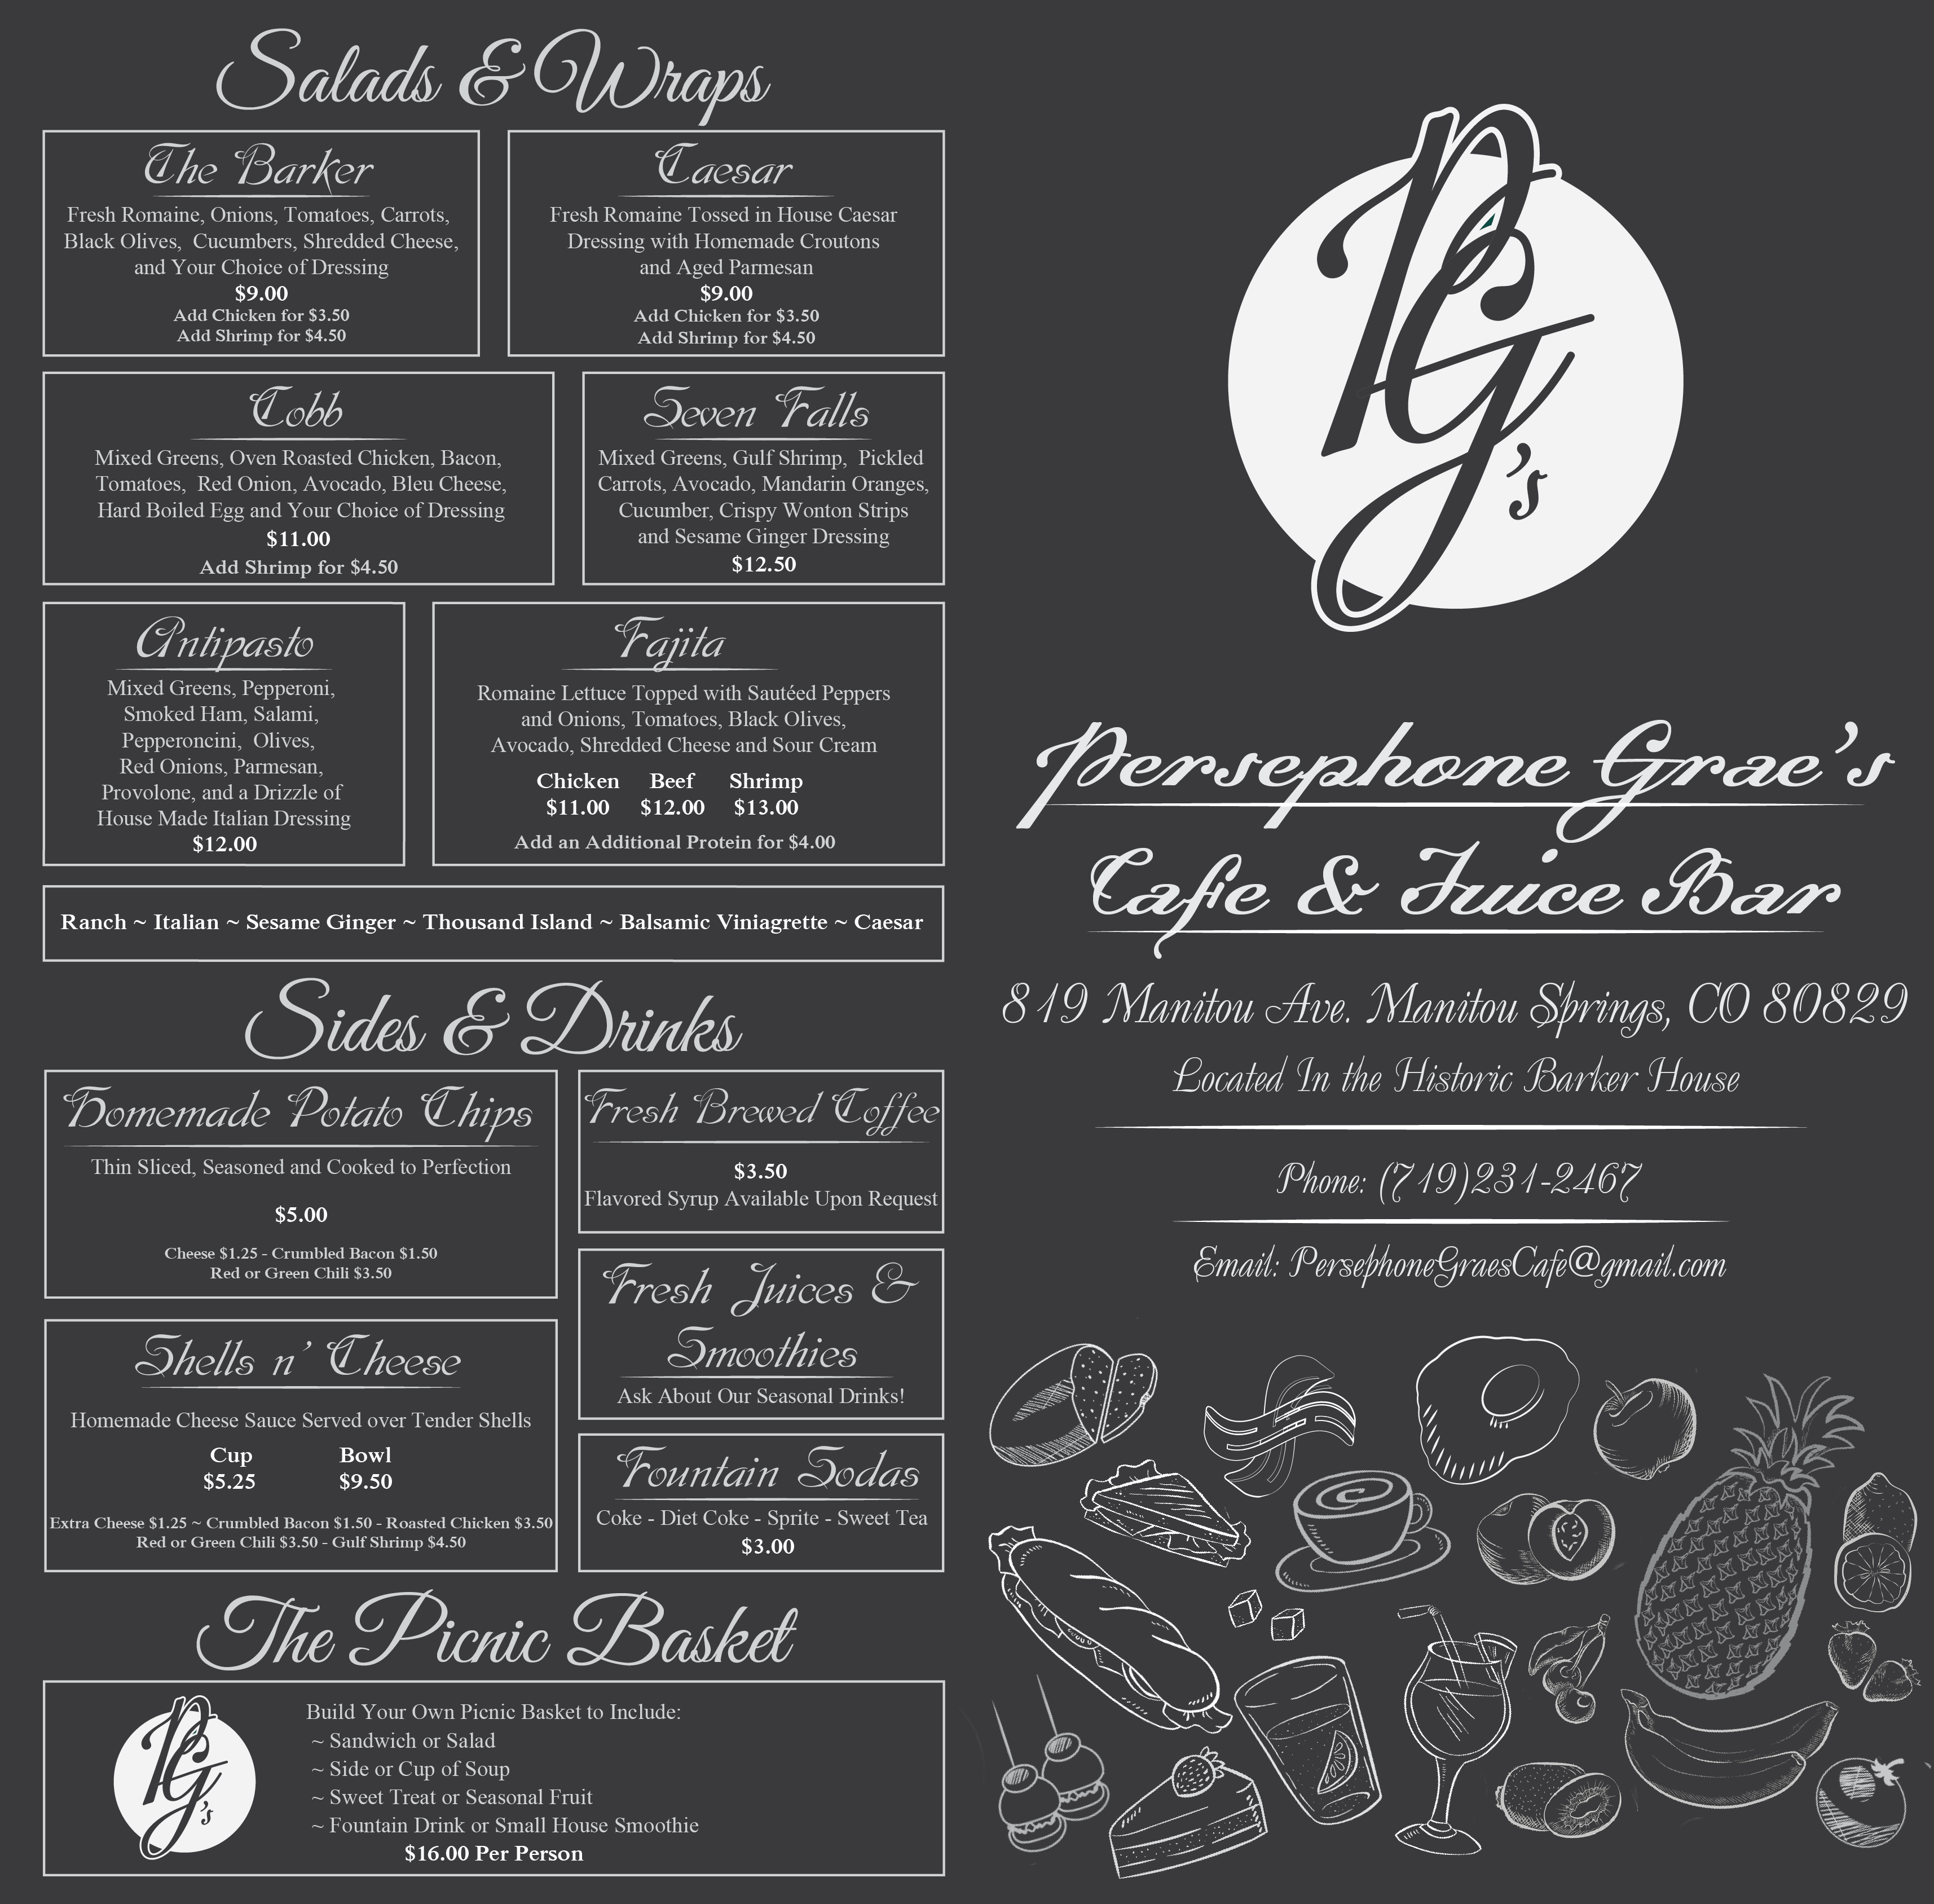 Salads & Wraps
The Barker
Fresh Romaine, Onions, Tomatoes, Carrots,
Black Olives,  Cucumbers, Shredded Cheese,
and Your Choice of Dressing
$9.00
Add Chicken for $3.50
Add Shrimp for $4.50
Caesar
Fresh Romaine Tossed in House Caesar
Dressing with Homemade Croutons
and Aged Parmesan
$9.00
Add Chicken for $3.50
Add Shrimp for $4.50
Cobb
Mixed Greens, Oven Roasted Chicken, Bacon,
Tomatoes,  Red Onion, Avocado, Bleu Cheese,
Hard Boiled Egg and Your Choice of Dressing
$11.00
Add Shrimp for $4.50
Seven Falls
Mixed Greens, Gulf Shrimp,  Pickled
Carrots, Avocado, Mandarin Oranges,
Cucumber, Crispy Wonton Strips
and Sesame Ginger Dressing
$12.50
Antipasto
Mixed Greens, Pepperoni,
Smoked Ham, Salami,
Pepperoncini,  Olives,
Red Onions, Parmesan,
Provolone, and a Drizzle of
House Made Italian Dressing
$12.00
Fajita
Romaine Lettuce Topped with Sautéed Peppers
and Onions, Tomatoes, Black Olives,
Avocado, Shredded Cheese and Sour Cream
Chicken Beef Shrimp
$11.00 $12.00 $13.00
Add an Additional Protein for $4.00
Ranch ~ Italian ~ Sesame Ginger ~ Thousand Island ~ Balsamic Viniagrette ~ Caesar
Sides & Drinks
Homemade Potato Chips
Thin Sliced, Seasoned and Cooked to Perfection
$5.00
Cheese $1.25 - Crumbled Bacon $1.50
Red or Green Chili $3.50
Shells n' Cheese
Homemade Cheese Sauce Served over Tender Shells
Cup Bowl
$5.25 $9.50
Extra Cheese $1.25 ~ Crumbled Bacon $1.50 - Roasted Chicken $3.50
Red or Green Chili $3.50 - Gulf Shrimp $4.50
Fresh Brewed Coffee
$3.50
Flavored Syrup Available Upon Request
Fresh Juices &
Smoothies
Ask About Our Seasonal Drinks!
Fountain Sodas
Coke - Diet Coke - Sprite - Sweet Tea
$3.00
The Picnic Basket
PG's
Build Your Own Picnic Basket to Include:
~ Sandwich or Salad
~ Side or Cup of Soup
~ Sweet Treat or Seasonal Fruit
~ Fountain Drink or Small House Smoothie
$16.00 Per Person
PG's
Persephone Grae's
Cafe & Juice Bar
819 Manitou Ave. Manitou Springs, CO 80829
Located In the Historic Barker House
Phone: (719)231-2467
Email: PersephoneGraesCafe@gmail.com